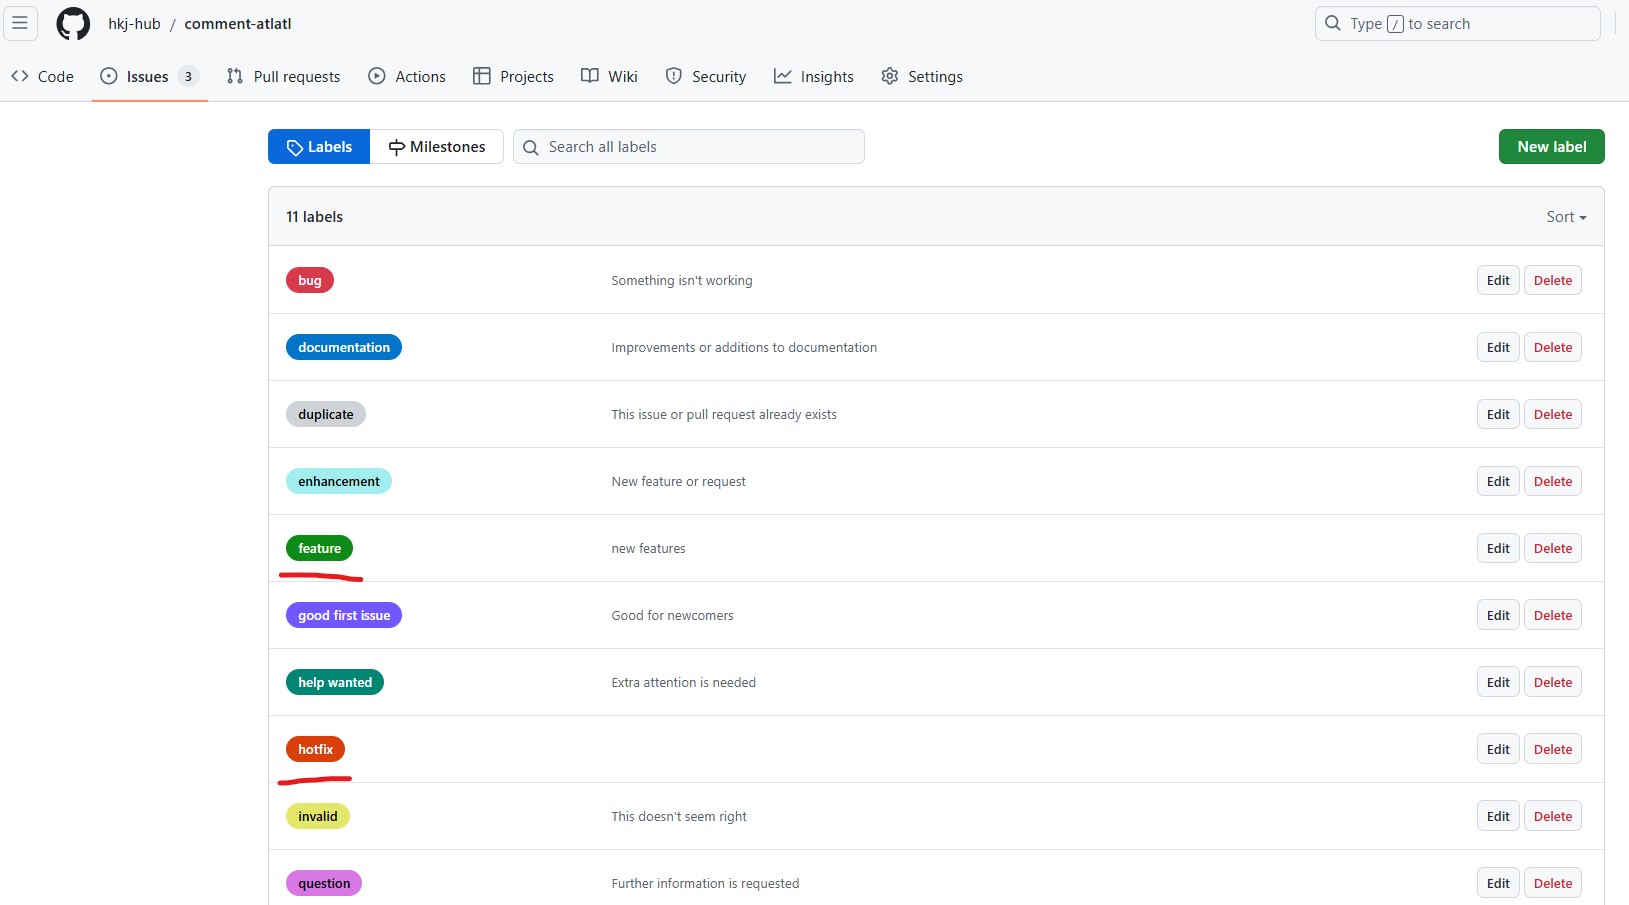 hkj-hub / comment-atlatl
Type / to search
Code Issues 3 Pull requests Actions Projects Wiki Security Insights Settings
Labels Milestones Search all labels New label
11 labels Sort
bug Something isn't working Edit Delete
documentation Improvements or additions to documentation Edit Delete
duplicate This issue or pull request already exists Edit Delete
enhancement New feature or request Edit Delete
feature new features Edit Delete
good first issue Good for newcomers Edit Delete
help wanted Extra attention is needed Edit Delete
hotfix Edit Delete
invalid This doesn't seem right Edit Delete
question Further information is requested Edit Delete